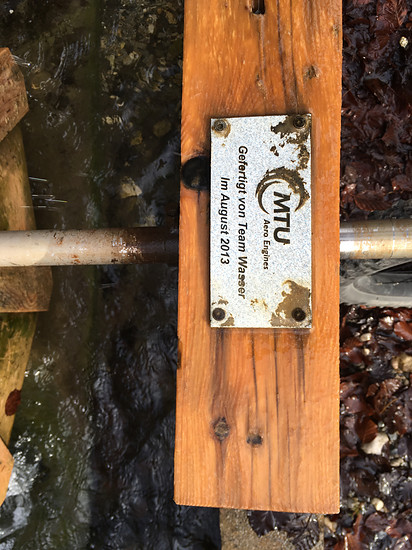 MTU
Aero Engines
Gefertigt von Team Wasser
Im August 2013